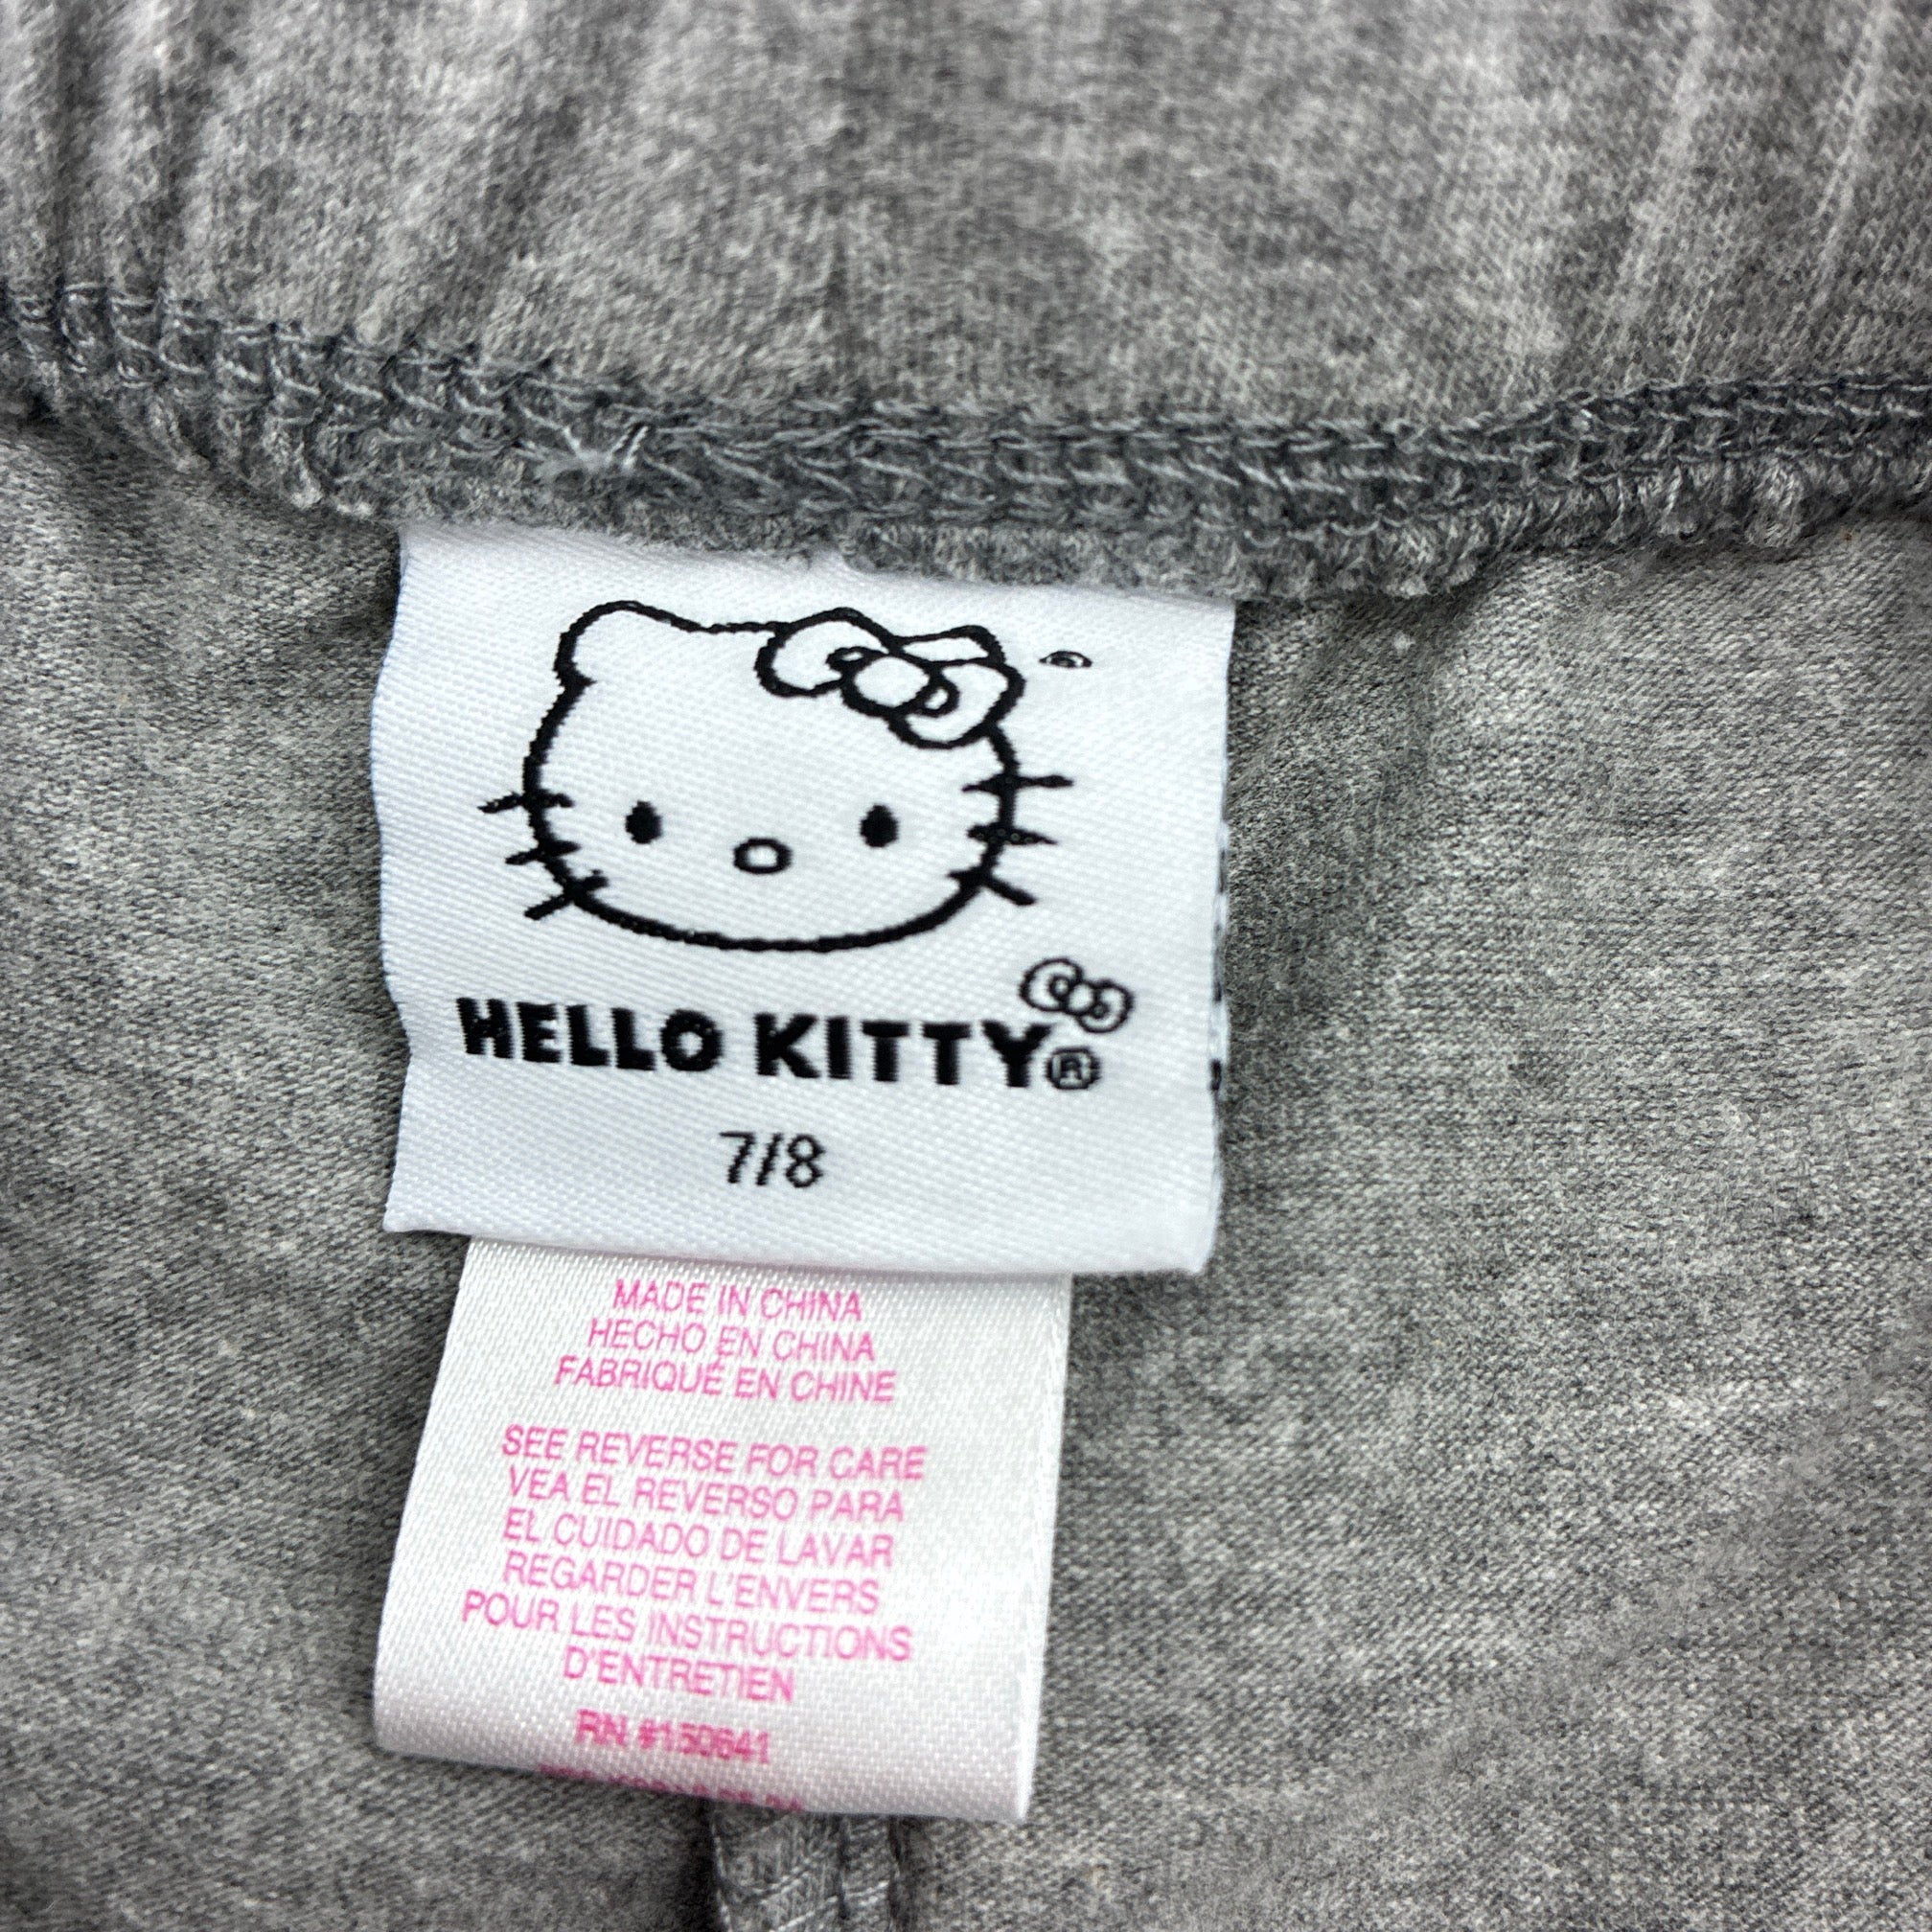 HELLO KITTY®
7/8
MADE IN CHINA
HECHO EN CHINA
FABRIQUÉ EN CHINE
SEE REVERSE FOR CARE
VEA EL REVERSO PARA
EL CUIDADO DE LAVAR
REGARDER L'ENVERS
POUR LES INSTRUCTIONS
D'ENTRETIEN
RN #150641